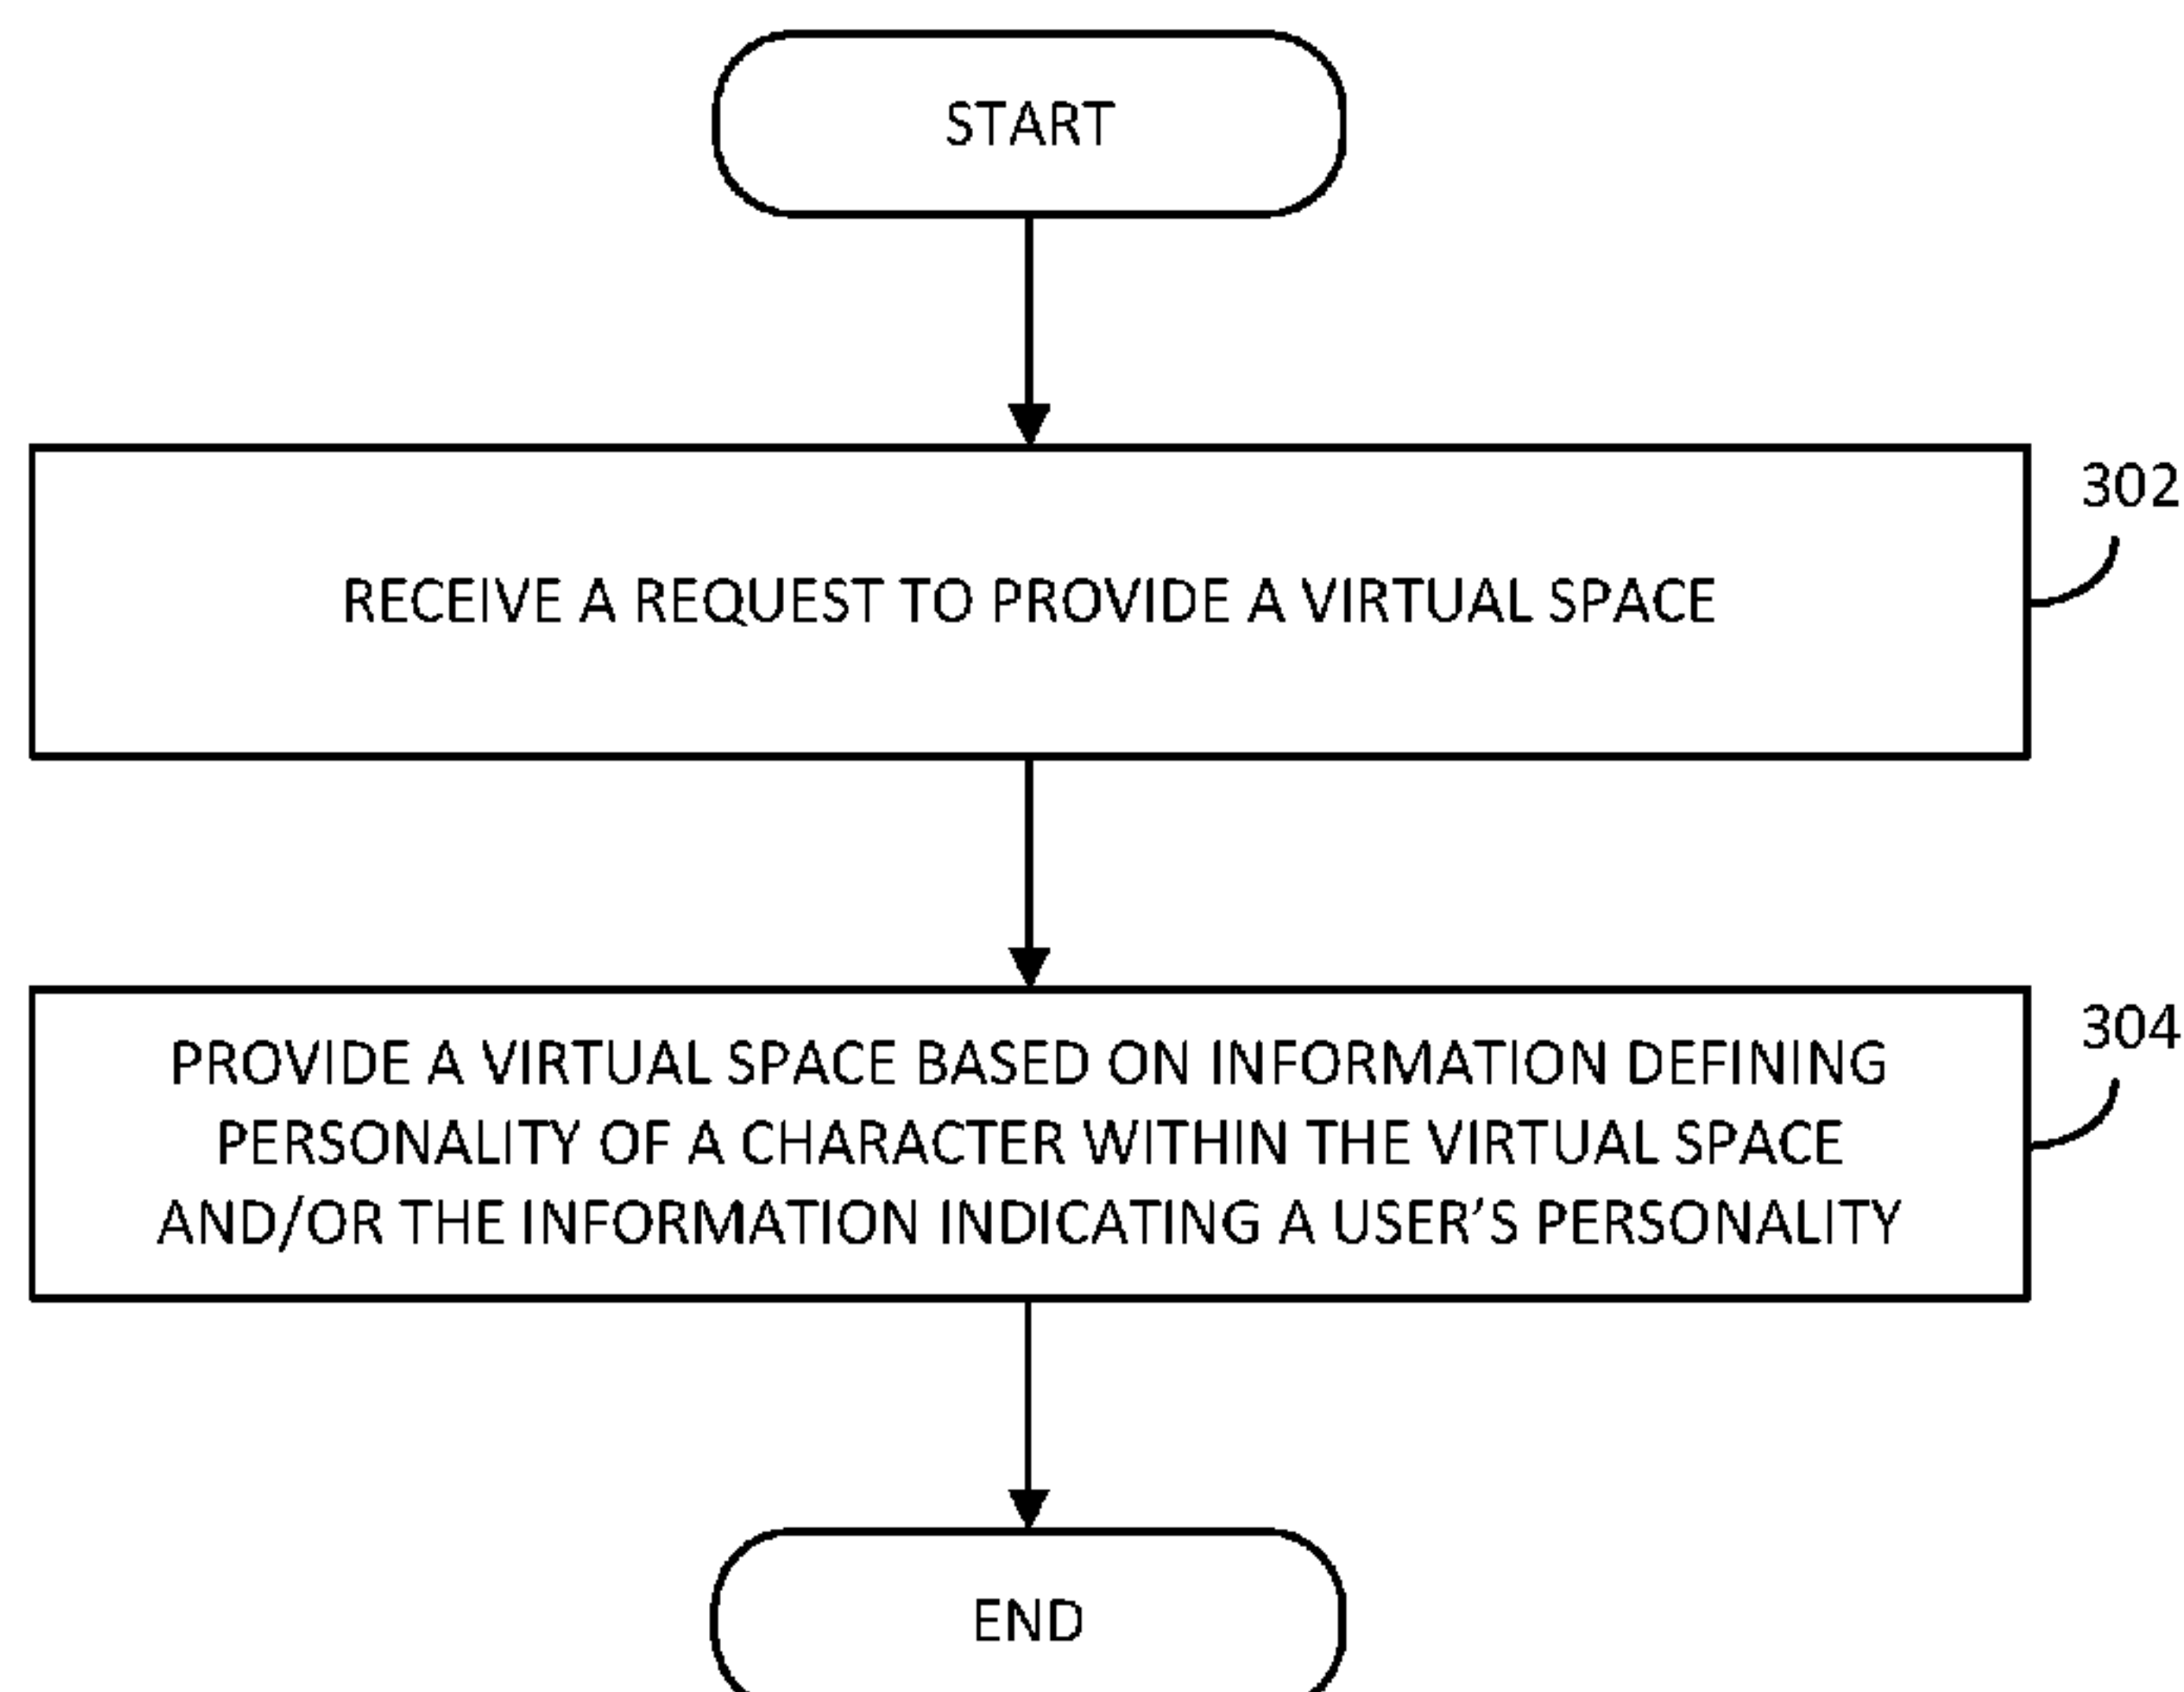 START
302
RECEIVE A REQUEST TO PROVIDE A VIRTUAL SPACE
304
PROVIDE A VIRTUAL SPACE BASED ON INFORMATION DEFINING
PERSONALITY OF A CHARACTER WITHIN THE VIRTUAL SPACE
AND/OR THE INFORMATION INDICATING A USER’S PERSONALITY
END